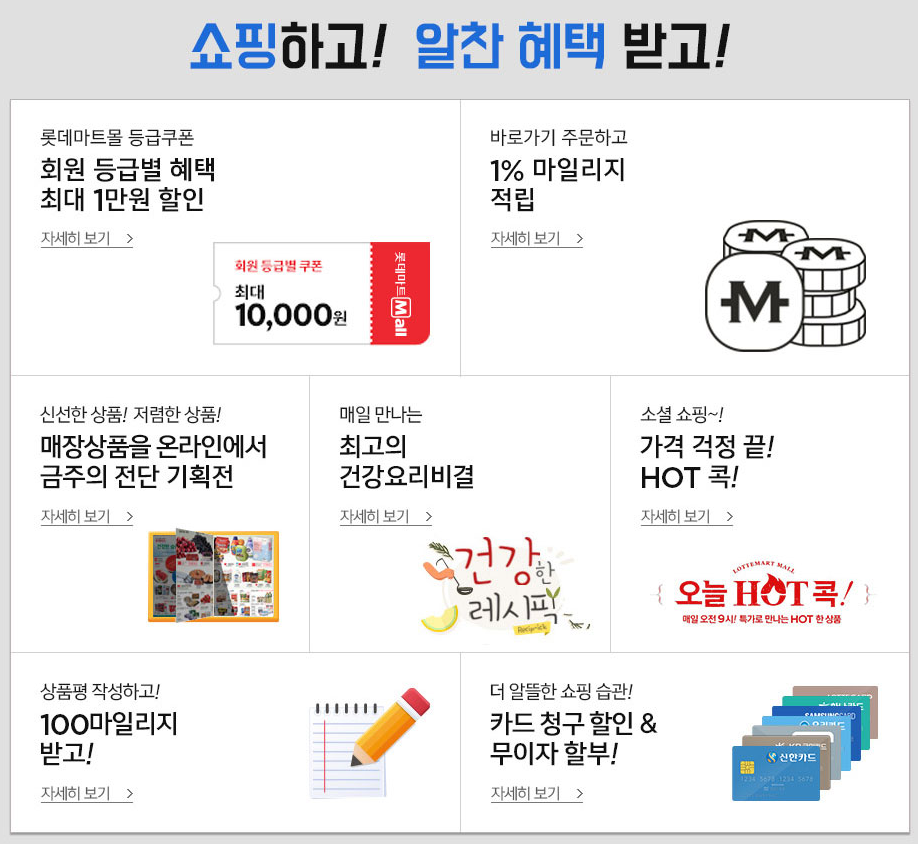 쇼핑하고! 알찬 혜택 받고!
롯데마트몰 등급쿠폰
회원 등급별 혜택
최대 1만원 할인
자세히 보기 >
회원 등급별 쿠폰
최대
10,000원
롯데마트 Mall
바로가기 주문하고
1% 마일리지
적립
자세히 보기 >
M
M
M
신선한 상품! 저렴한 상품!
매장상품을 온라인에서
금주의 전단 기획전
자세히 보기 >
매일 만나는
최고의
건강요리비결
자세히 보기 >
건강한
레시픽
소셜 쇼핑~!
가격 걱정 끝!
HOT 콕!
자세히 보기 >
LOTTEMART MALL
오늘 HOT 콕!
매일 오전 9시! 특가로 만나는 HOT 한 상품
상품평 작성하고!
100마일리지
받고!
자세히 보기 >
더 알뜰한 쇼핑 습관!
카드 청구 할인 &
무이자 할부!
자세히 보기 >
SAMSUNG CARD
신한카드
1234 5678 1234 5678